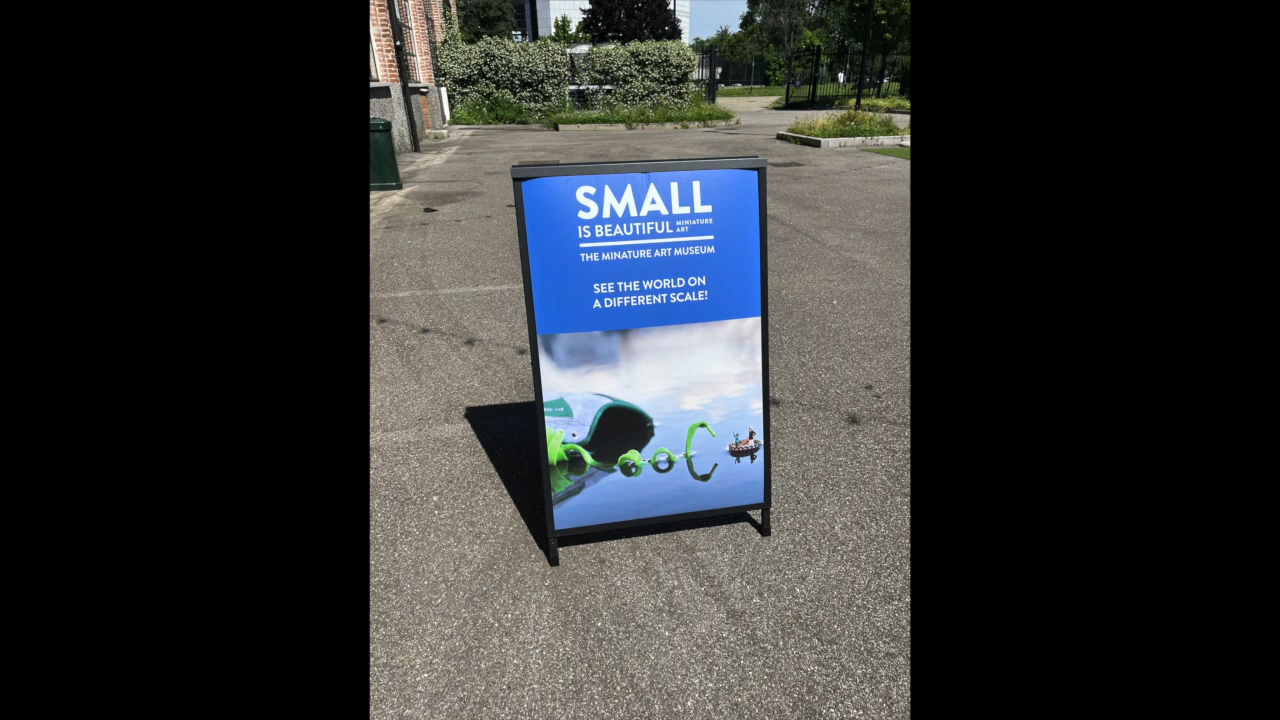 SMALL
IS BEAUTIFUL MINIATURE ART
THE MINATURE ART MUSEUM
SEE THE WORLD ON
A DIFFERENT SCALE!